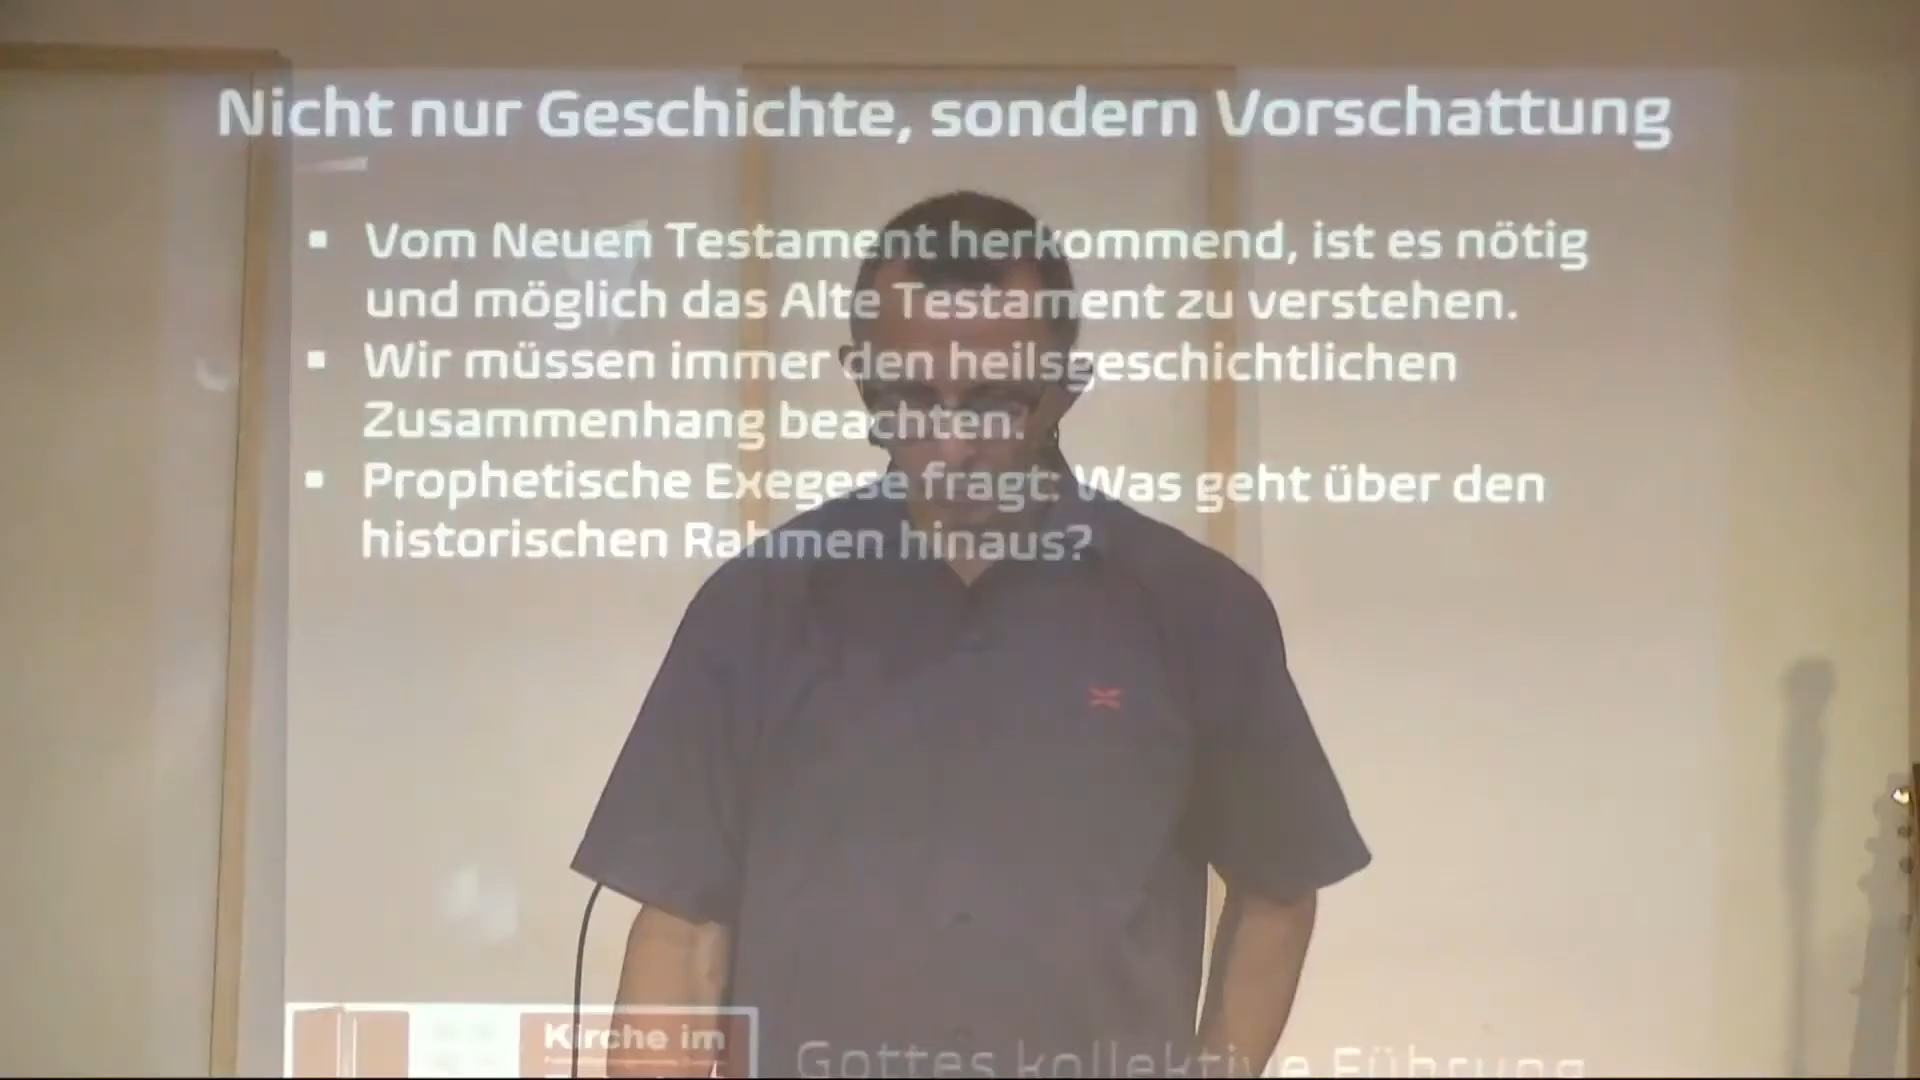 Nicht nur Geschichte, sondern Vorschattung
▪ Vom Neuen Testament herkommend, ist es nötig
und möglich das Alte Testament zu verstehen.
▪ Wir müssen immer den heilsgeschichtlichen
Zusammenhang beachten.
▪ Prophetische Exegese fragt: Was geht über den
historischen Rahmen hinaus?
Kirche im
Gottes kollektive Führung